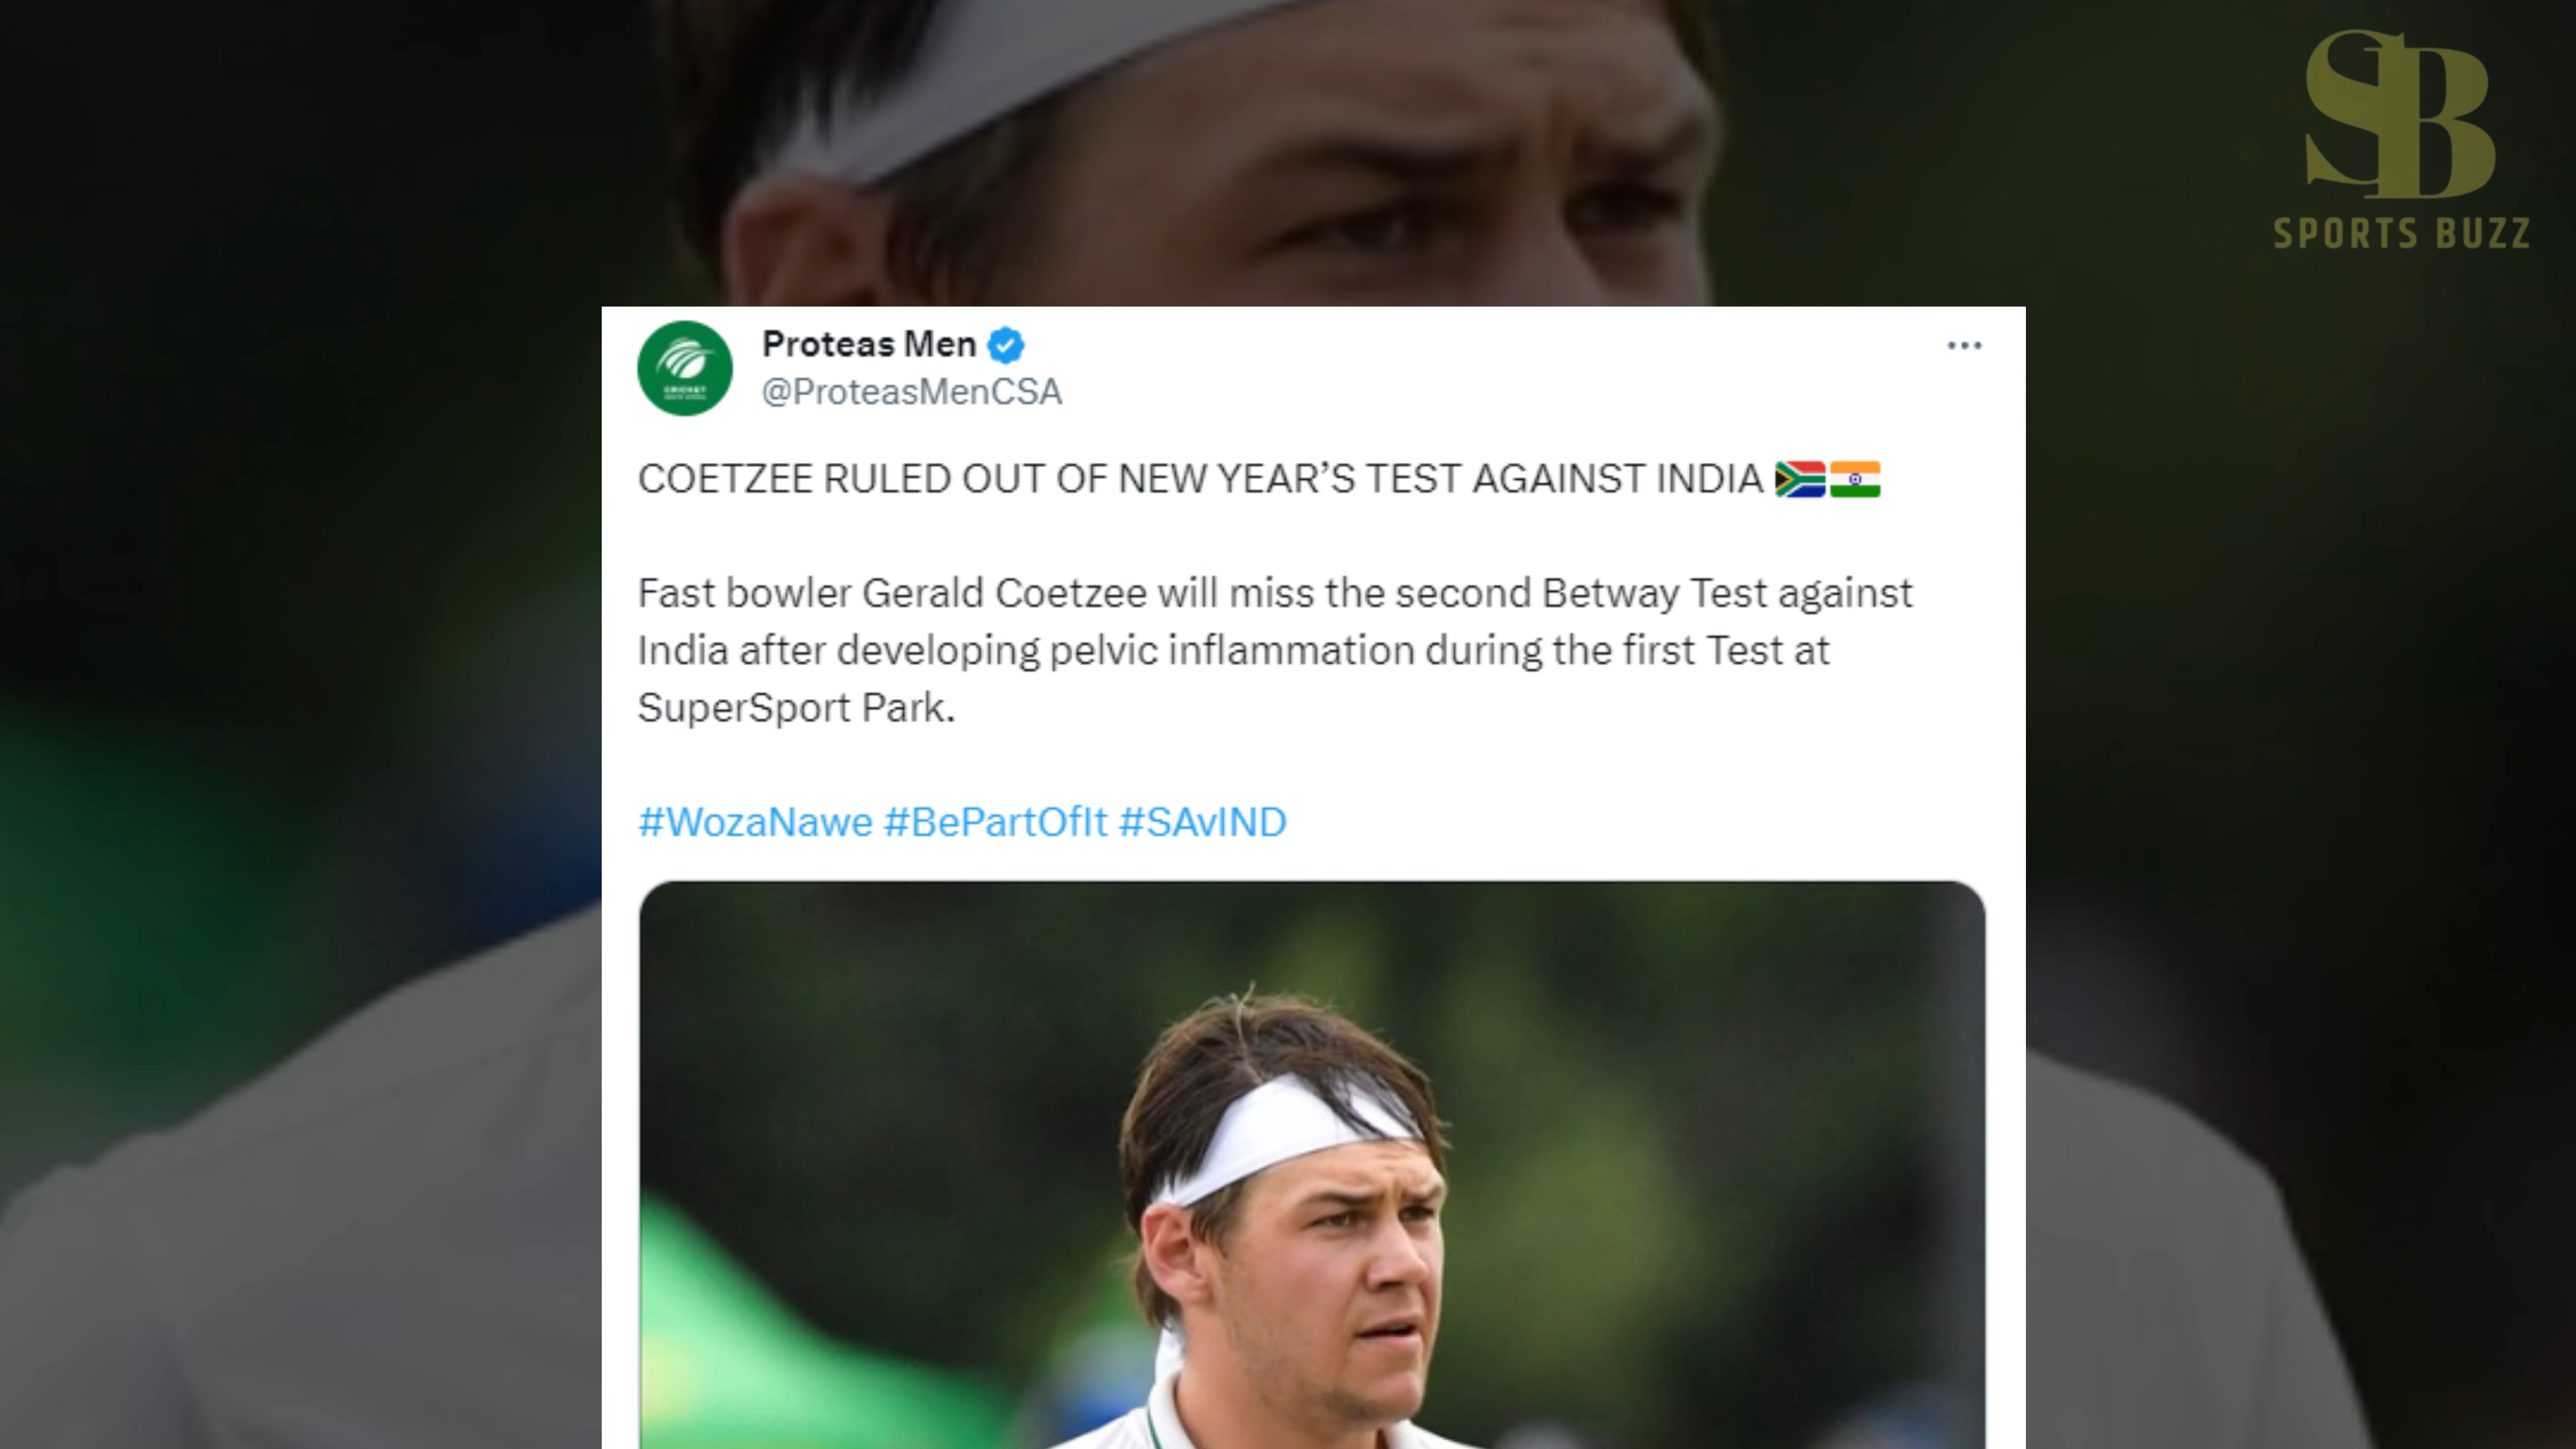 SB
SPORTS BUZZ
Proteas Men
@ProteasMenCSA
COETZEE RULED OUT OF NEW YEAR’S TEST AGAINST INDIA 🇿🇦🇮🇳
Fast bowler Gerald Coetzee will miss the second Betway Test against
India after developing pelvic inflammation during the first Test at
SuperSport Park.
#WozaNawe #BePartOfIt #SAvIND
CRICKET